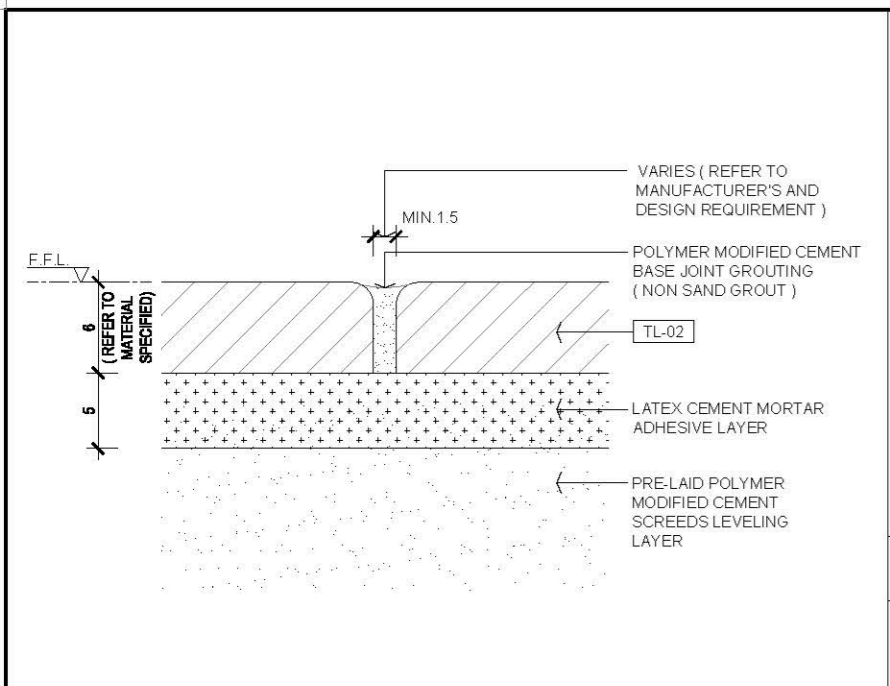 VARIES ( REFER TO
MANUFACTURER'S AND
DESIGN REQUIREMENT )
MIN.1.5
POLYMER MODIFIED CEMENT
BASE JOINT GROUTING
( NON SAND GROUT )
F.F.L.
6
( REFER TO
MATERIAL
SPECIFIED)
TL-02
5
LATEX CEMENT MORTAR
ADHESIVE LAYER
PRE-LAID POLYMER
MODIFIED CEMENT
SCREEDS LEVELING
LAYER